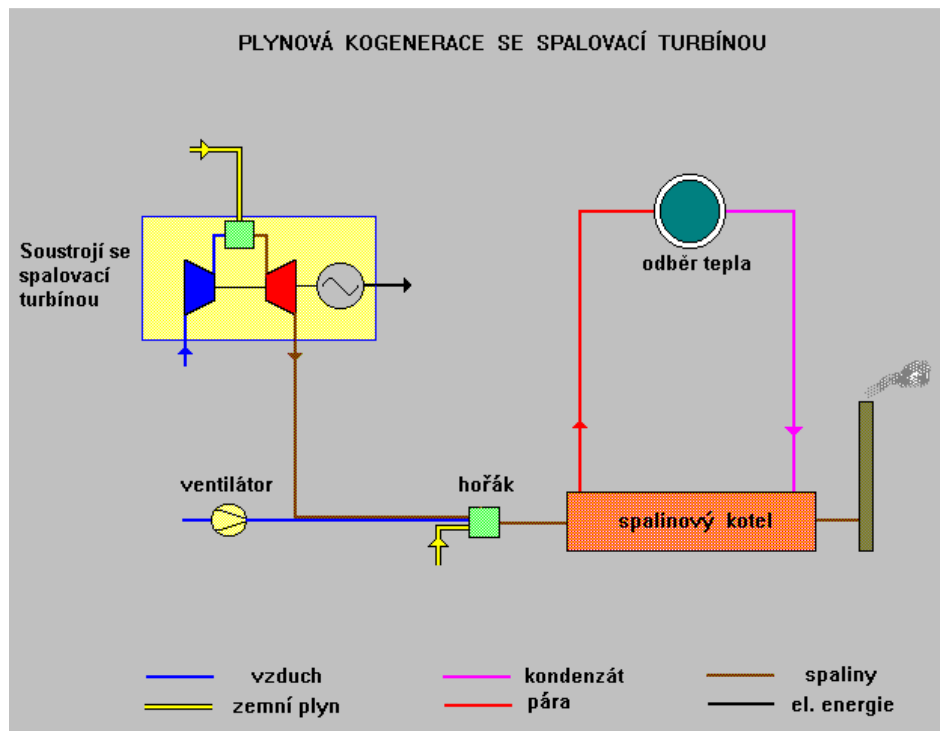 PLYNOVÁ KOGENERACE SE SPALOVACÍ TURBÍNOU
Soustrojí se
spalovací
turbínou
odběr tepla
ventilátor
hořák
spalinový kotel
vzduch
kondenzát
spaliny
zemní plyn
pára
el. energie